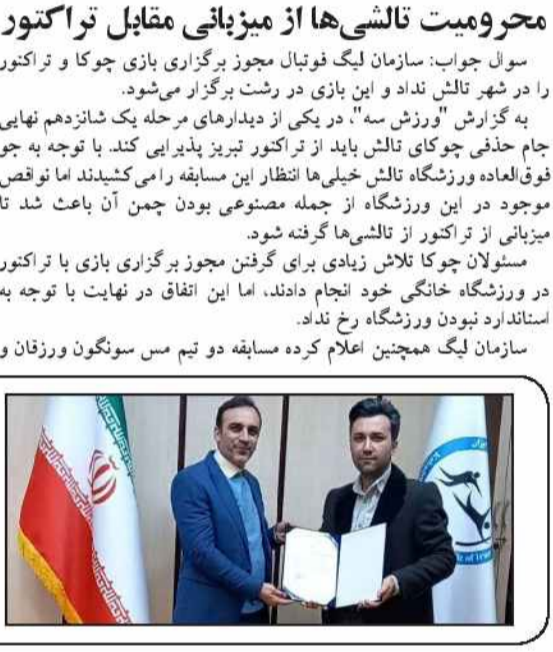 محرومیت تالشی‌ها از میزبانی مقابل تراکتور
سوال جواب: سازمان لیگ فوتبال مجوز برگزاری بازی چوکا و تراکتور
را در شهر تالش نداد و این بازی در رشت برگزار می‌شود.
به گزارش "ورزش سه"، در یکی از دیدارهای مرحله یک شانزدهم نهایی
جام حذفی چوکای تالش باید از تراکتور تبریز پذیرایی کند. با توجه به جو
فوق‌العاده ورزشگاه تالش خیلی‌ها انتظار این مسابقه را می‌کشیدند اما نواقص
موجود در این ورزشگاه از جمله مصنوعی بودن چمن آن باعث شد تا
میزبانی از تراکتور از تالشی‌ها گرفته شود.
مسئولان چوکا تلاش زیادی برای گرفتن مجوز برگزاری بازی با تراکتور
در ورزشگاه خانگی خود انجام دادند، اما این اتفاق در نهایت با توجه به
استاندارد نبودن ورزشگاه رخ نداد.
سازمان لیگ همچنین اعلام کرده مسابقه دو تیم مس سونگون ورزقان و